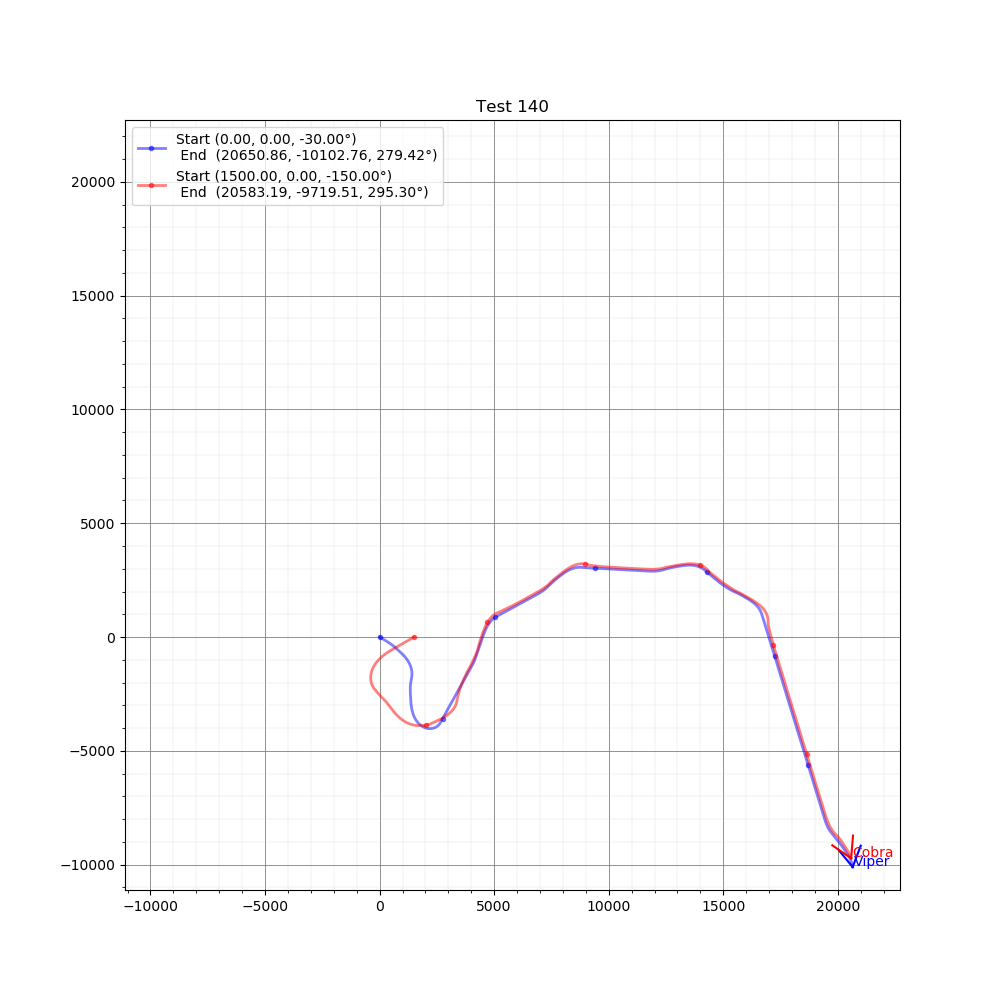 Test 140
Start (0.00, 0.00, -30.00°)
End (20650.86, -10102.76, 279.42°)
Start (1500.00, 0.00, -150.00°)
End (20583.19, -9719.51, 295.30°)
20000
15000
10000
5000
0
−5000
−10000
Cobra
Viper
−10000 −5000 0 5000 10000 15000 20000